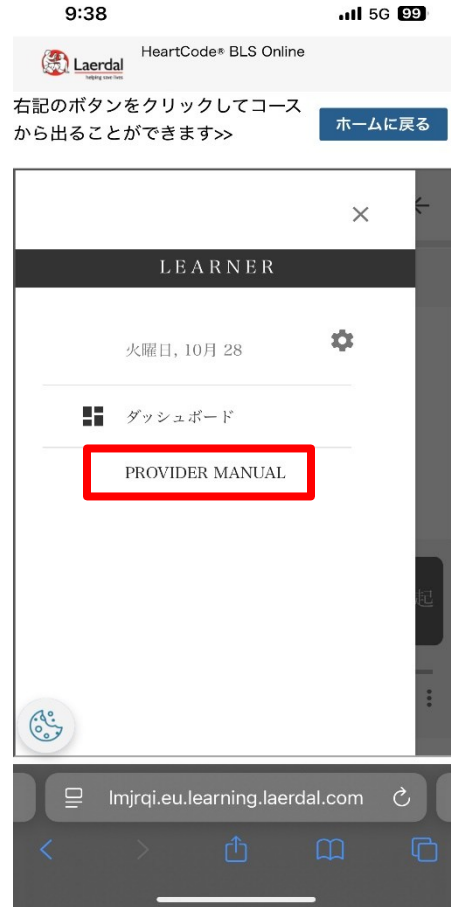 9:38
5G 99
Laerdal
helping save lives
HeartCode® BLS Online
右記のボタンをクリックしてコース
から出ることができます>>
ホームに戻る
LEARNER
火曜日, 10月 28
ダッシュボード
PROVIDER MANUAL
起
lmjrqi.eu.learning.laerdal.com